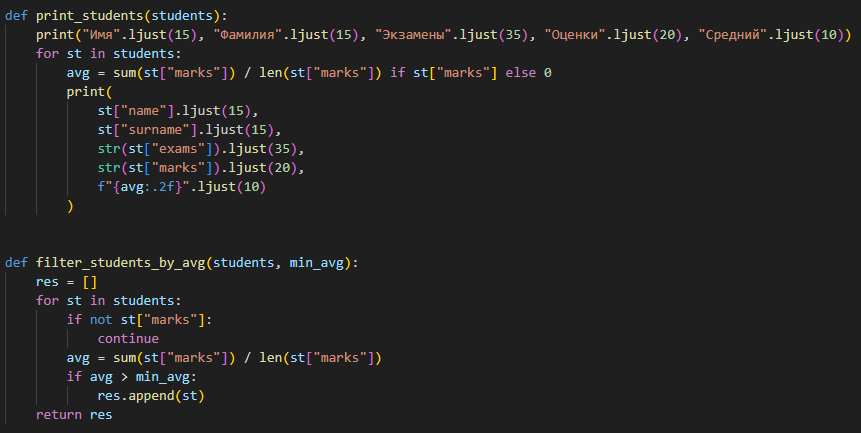 def print_students(students):
    print("Имя".ljust(15), "Фамилия".ljust(15), "Экзамены".ljust(35), "Оценки".ljust(20), "Средний".ljust(10))
    for st in students:
        avg = sum(st["marks"]) / len(st["marks"]) if st["marks"] else 0
        print(
            st["name"].ljust(15),
            st["surname"].ljust(15),
            str(st["exams"]).ljust(35),
            str(st["marks"]).ljust(20),
            f"{avg:.2f}".ljust(10)
        )
def filter_students_by_avg(students, min_avg):
    res = []
    for st in students:
        if not st["marks"]:
            continue
        avg = sum(st["marks"]) / len(st["marks"])
        if avg > min_avg:
            res.append(st)
    return res